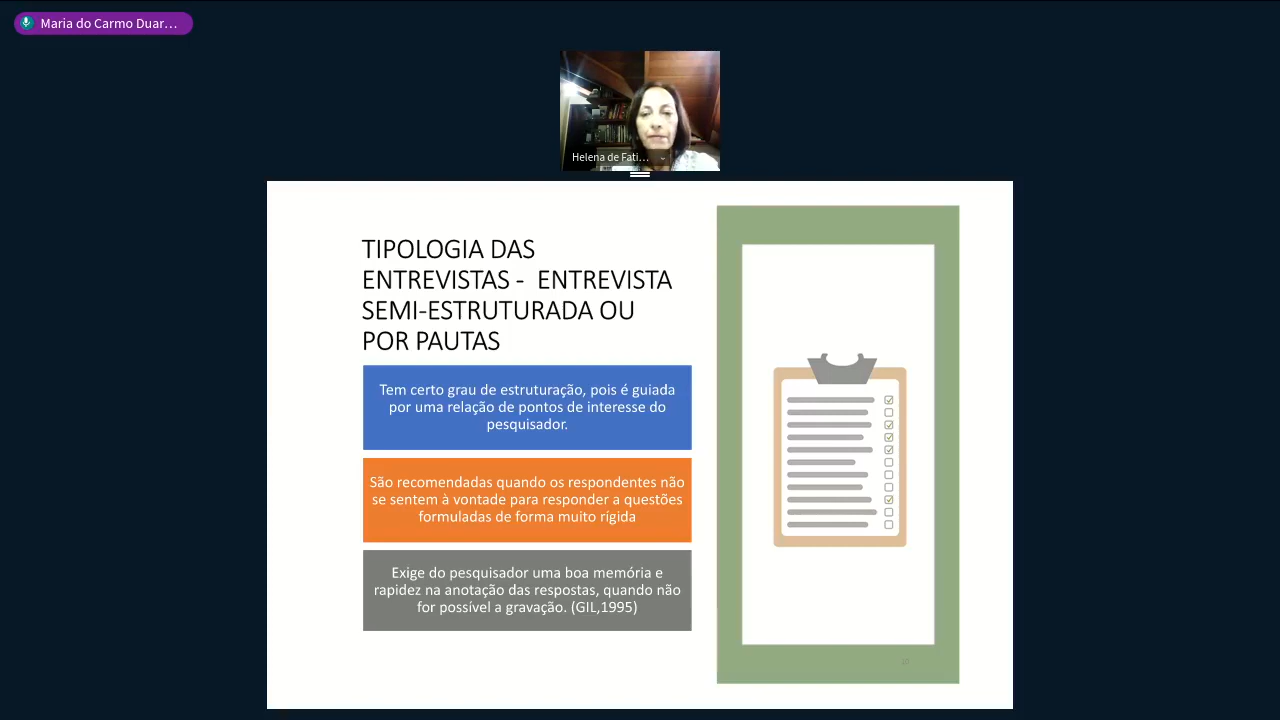 Maria do Carmo Duar...
Helena de Fati...
TIPOLOGIA DAS
ENTREVISTAS - ENTREVISTA
SEMI-ESTRUTURADA OU
POR PAUTAS
Tem certo grau de estruturação, pois é guiada
por uma relação de pontos de interesse do
pesquisador.
São recomendadas quando os respondentes não
se sentem à vontade para responder a questões
formuladas de forma muito rígida
Exige do pesquisador uma boa memória e
rapidez na anotação das respostas, quando não
for possível a gravação. (GIL,1995)